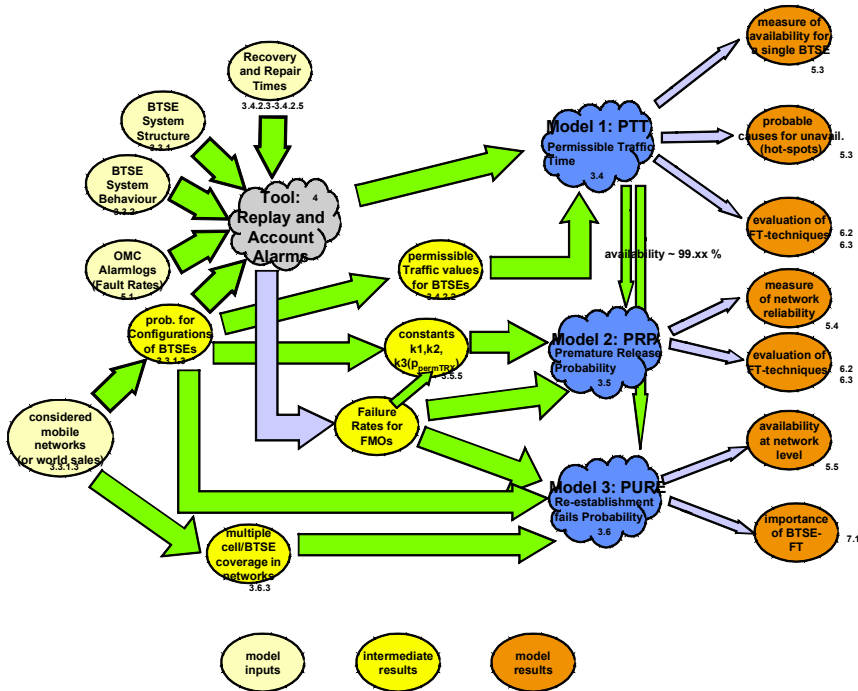 measure of
availability for
a single BTSE
5.3
Recovery
and Repair
Times
3.4.2.3-3.4.2.5
BTSE
System
Structure
3.3.1
Model 1: PTT
Permissible Traffic
Time
3.4
probable
causes for unavail.
(hot-spots)
5.3
BTSE
System
Behaviour
3.3.2
Tool: 4
Replay and
Account
Alarms
evaluation of
FT-techniques
6.2
6.3
OMC
Alarmlogs
(Fault Rates)
5.1
permissible
Traffic values
for BTSEs
3.4.2.2
availability ~ 99.xx %
measure
of network
reliability
5.4
prob. for
Configurations
of BTSEs
3.3.1.3
constants
k1,k2,
k3(ppermTRX)
3.5.5
Model 2: PRP
Premature Release
Probability
3.5
evaluation of
FT-techniques
6.2
6.3
considered
mobile
networks
(or world sales)
3.3.1.3
Failure
Rates for
FMOs
availability
at network
level
5.5
Model 3: PURE
Re-establishment
fails Probability
3.6
multiple
cell/BTSE
coverage in
networks
3.6.3
importance
of BTSE-
FT
7.1
model
inputs
intermediate
results
model
results